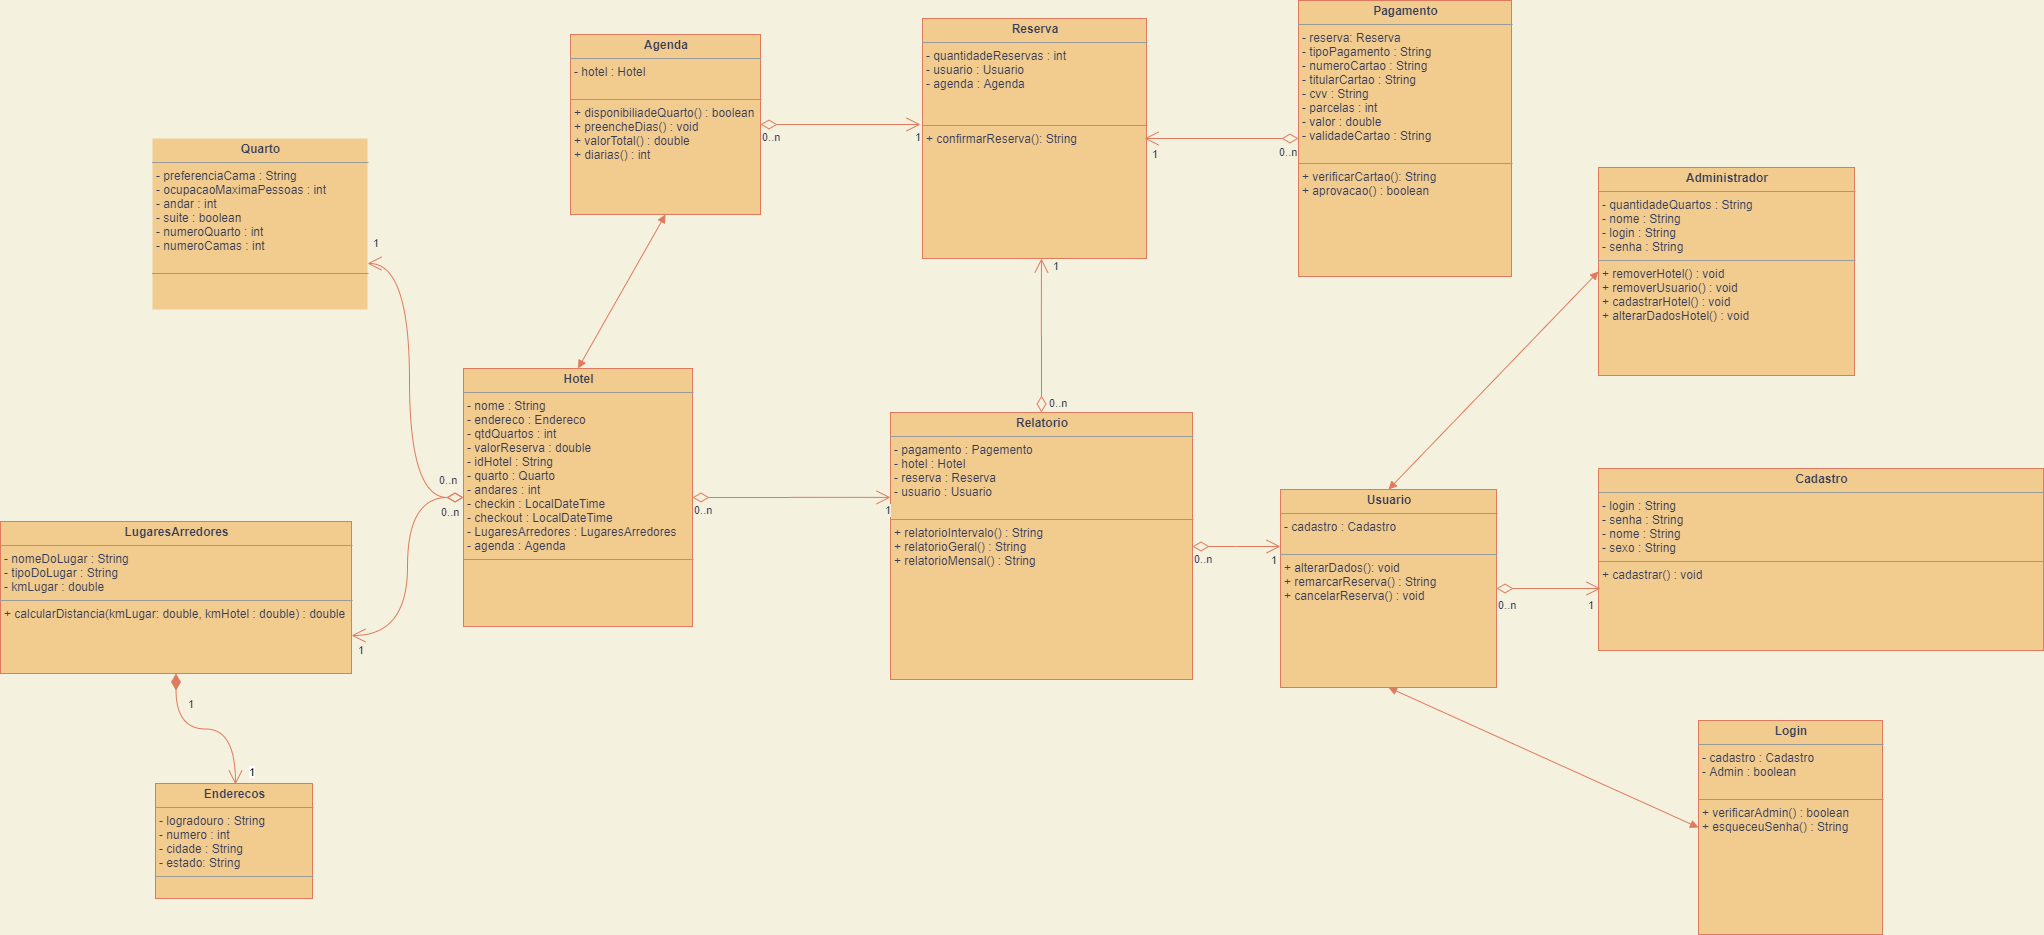 Agenda
- hotel : Hotel
+ disponibiliadeQuarto() : boolean
+ preencheDias() : void
+ valorTotal() : double
+ diarias() : int
0..n
1
Reserva
- quantidadeReservas : int
- usuario : Usuario
- agenda : Agenda
+ confirmarReserva(): String
1
0..n
Pagamento
- reserva: Reserva
- tipoPagamento : String
- numeroCartao : String
- titularCartao : String
- cvv : String
- parcelas : int
- valor : double
- validadeCartao : String
+ verificarCartao(): String
+ aprovacao() : boolean
Quarto
- preferenciaCama : String
- ocupacaoMaximaPessoas : int
- andar : int
- suite : boolean
- numeroQuarto : int
- numeroCamas : int
1
Administrador
- quantidadeQuartos : String
- nome : String
- login : String
- senha : String
+ removerHotel() : void
+ removerUsuario() : void
+ cadastrarHotel() : void
+ alterarDadosHotel() : void
1
0..n
Hotel
- nome : String
- endereco : Endereco
- qtdQuartos : int
- valorReserva : double
- idHotel : String
- quarto : Quarto
- andares : int
- checkin : LocalDateTime
- checkout : LocalDateTime
- LugaresArredores : LugaresArredores
- agenda : Agenda
0..n
0..n
0..n
1
Relatorio
- pagamento : Pagemento
- hotel : Hotel
- reserva : Reserva
- usuario : Usuario
+ relatorioIntervalo() : String
+ relatorioGeral() : String
+ relatorioMensal() : String
0..n
1
Usuario
- cadastro : Cadastro
+ alterarDados(): void
+ remarcarReserva() : String
+ cancelarReserva() : void
0..n
1
Cadastro
- login : String
- senha : String
- nome : String
- sexo : String
+ cadastrar() : void
LugaresArredores
- nomeDoLugar : String
- tipoDoLugar : String
- kmLugar : double
+ calcularDistancia(kmLugar: double, kmHotel : double) : double
1
1
1
Enderecos
- logradouro : String
- numero : int
- cidade : String
- estado: String
Login
- cadastro : Cadastro
- Admin : boolean
+ verificarAdmin() : boolean
+ esqueceuSenha() : String